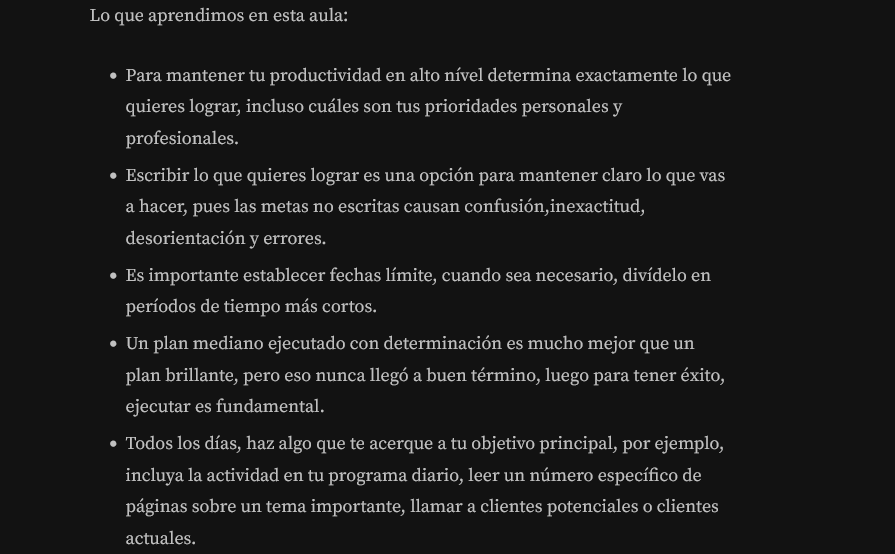 Lo que aprendimos en esta aula:
• Para mantener tu productividad en alto nível determina exactamente lo que
quieres lograr, incluso cuáles son tus prioridades personales y
profesionales.
• Escribir lo que quieres lograr es una opción para mantener claro lo que vas
a hacer, pues las metas no escritas causan confusión,inexactitud,
desorientación y errores.
• Es importante establecer fechas límite, cuando sea necesario, divídelo en
períodos de tiempo más cortos.
• Un plan mediano ejecutado con determinación es mucho mejor que un
plan brillante, pero eso nunca llegó a buen término, luego para tener éxito,
ejecutar es fundamental.
• Todos los días, haz algo que te acerque a tu objetivo principal, por ejemplo,
incluya la actividad en tu programa diario, leer un número específico de
páginas sobre un tema importante, llamar a clientes potenciales o clientes
actuales.